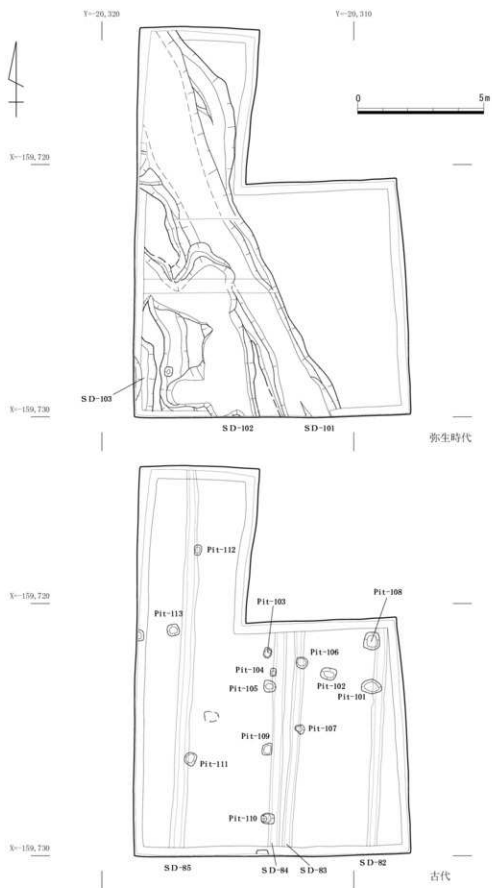 Y=-20,320
Y=-20,310
0
5m
X=-159,720
SD-103
X=-159,730
SD-102
SD-101
弥生時代
Pit-112
X=-159,720
Pit-103
Pit-108
Pit-113
Pit-106
Pit-104
Pit-102
Pit-105
Pit-101
Pit-107
Pit-109
Pit-111
Pit-110
X=-159,730
SD-85
SD-84
SD-83
SD-82
古代